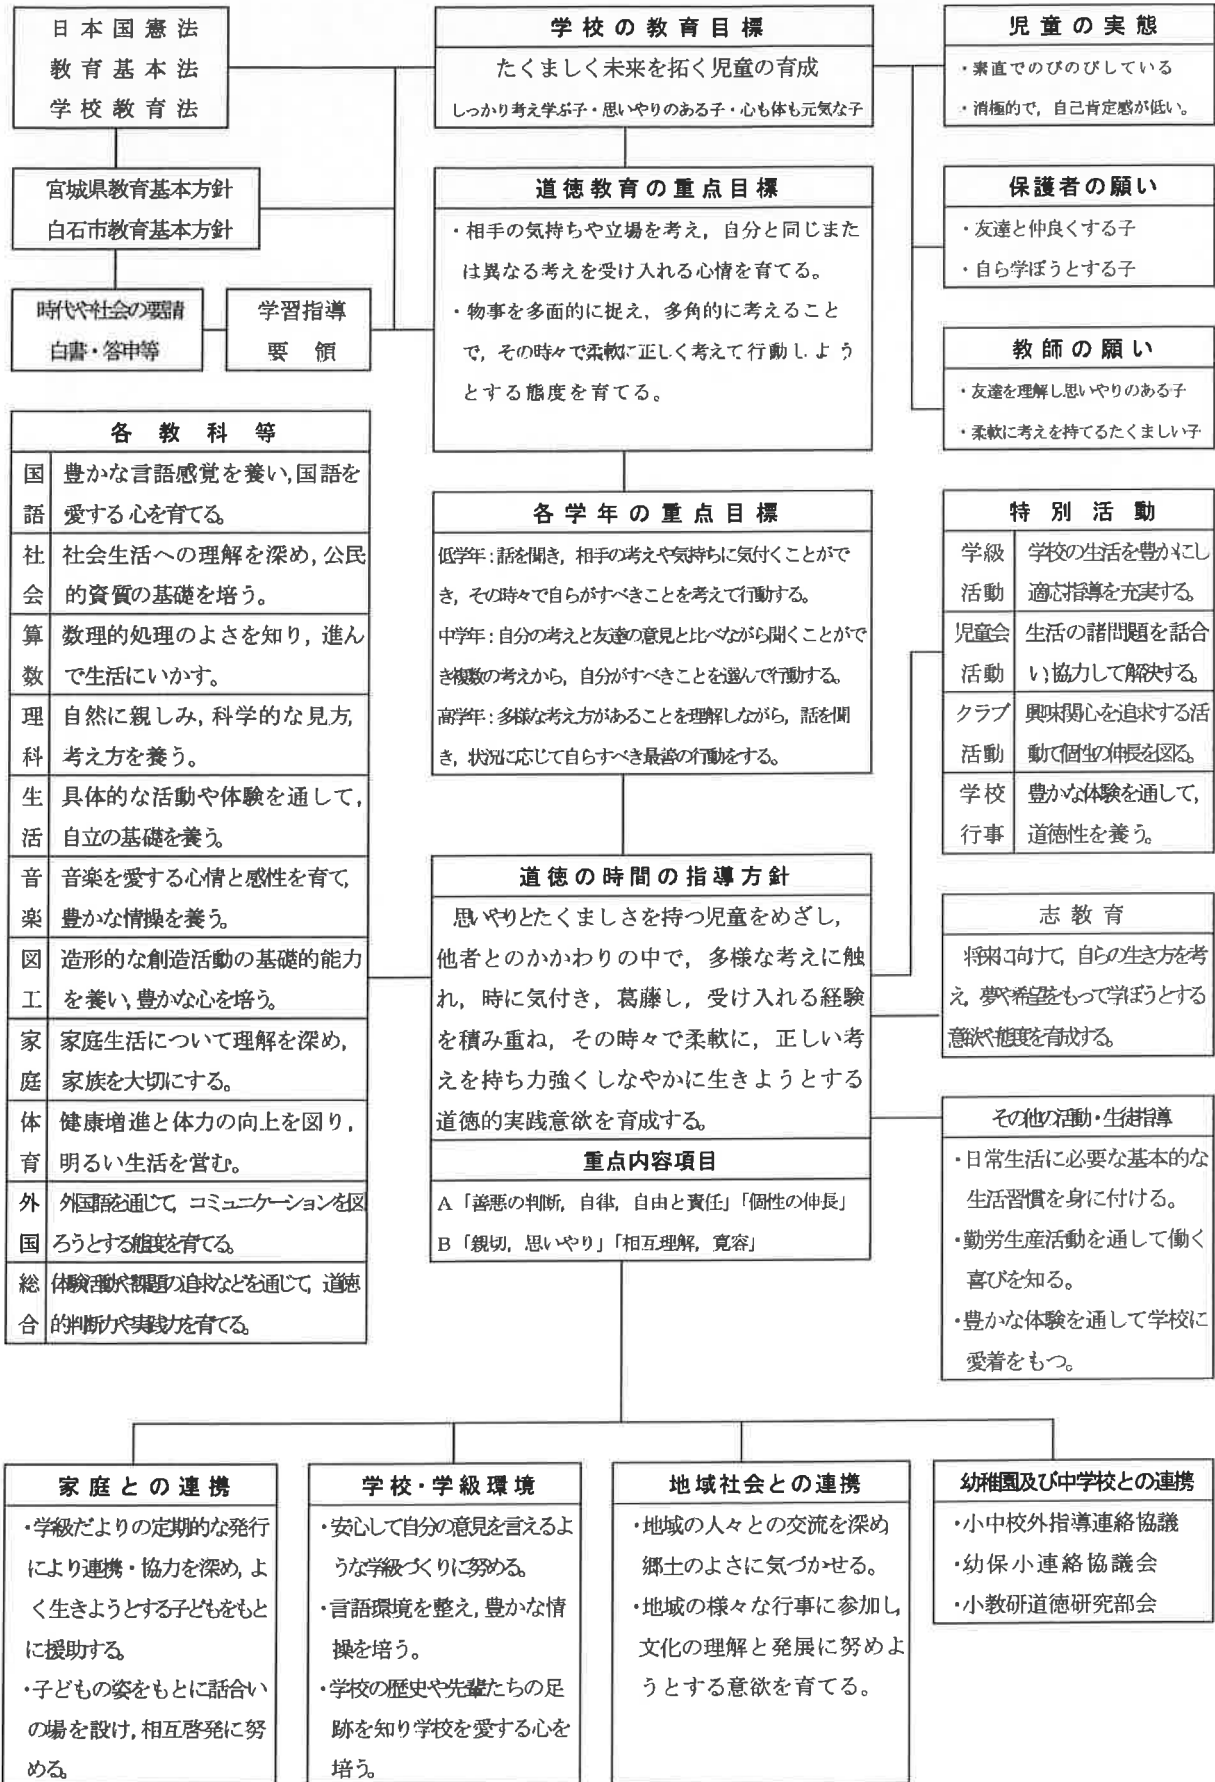 日本国憲法
教育基本法
学校教育法
宮城県教育基本方針
白石市教育基本方針
時代や社会の要請
白書・答申等
学習指導
要領
学校の教育目標
たくましく未来を拓く児童の育成
しっかり考え学ぶ子・思いやりのある子・心も体も元気な子
道徳教育の重点目標
・相手の気持ちや立場を考え，自分と同じまた
は異なる考えを受け入れる心情を育てる。
・物事を多面的に捉え，多角的に考えること
で，その時々で柔軟に正しく考えて行動しよう
とする態度を育てる。
児童の実態
・素直でのびのびしている
・消極的で，自己肯定感が低い。
保護者の願い
・友達と仲良くする子
・自ら学ぼうとする子
教師の願い
・友達を理解し思いやりのある子
・柔軟に考えを持てるたくましい子
各教科等
国語
豊かな言語感覚を養い,国語を
愛する心を育てる。
社会
社会生活への理解を深め,公民
的資質の基礎を培う。
算数
数理的処理のよさを知り，進ん
で生活にいかす。
理科
自然に親しみ,科学的な見方,
考え方を養う。
生活
具体的な活動や体験を通して，
自立の基礎を養う。
音楽
音楽を愛する心情と感性を育て,
豊かな情操を養う。
図工
造形的な創造活動の基礎的能力
を養い,豊かな心を培う。
家庭
家庭生活について理解を深め，
家族を大切にする。
体育
健康増進と体力の向上を図り，
明るい生活を営む。
外国
外国語を通じて，コミュニケーションを図
ろうとする態度を育てる。
総合
体験活動や課題の追求などを通じて，道徳
的判断力や実践力を育てる。
各学年の重点目標
低学年：話を聞き，相手の考えや気持ちに気付くことがで
き，その時々で自らがすべきことを考えて行動する。
中学年：自分の考えと友達の意見と比べながら聞くことがで
き複数の考えから，自分がすべきことを選んで行動する。
高学年：多様な考え方があることを理解しながら，話を聞
き，状況に応じて自らすべき最善の行動をする。
道徳の時間の指導方針
思いやりとたくましさを持つ児童をめざし，
他者とのかかわりの中で，多様な考えに触
れ，時に気付き，葛藤し，受け入れる経験
を積み重ね，その時々で柔軟に，正しい考
えを持ち力強くしなやかに生きようとする
道徳的実践意欲を育成する。
重点内容項目
A「善悪の判断，自律，自由と責任」「個性の伸長」
B「親切，思いやり」「相互理解，寛容」
特別活動
学級活動
学校の生活を豊かにし
適応指導を充実する。
児童会活動
生活の諸問題を話合
い,協力して解決する。
クラブ活動
興味関心を追求する活
動で個性の伸長を図る。
学校行事
豊かな体験を通して，
道徳性を養う。
志教育
将来に向けて，自らの生き方を考
え，夢や希望をもって学ぼうとする
意欲や態度を育成する。
その他の活動・生徒指導
・日常生活に必要な基本的な
生活習慣を身に付ける。
・勤労生産活動を通して働く
喜びを知る。
・豊かな体験を通して学校に
愛着をもつ。
家庭との連携
・学級だよりの定期的な発行
により連携・協力を深め,よ
く生きようとする子どもをもと
に援助する。
・子どもの姿をもとに話合い
の場を設け,相互啓発に努
める。
学校・学級環境
・安心して自分の意見を言えるよ
うな学級づくりに努める。
・言語環境を整え,豊かな情
操を培う。
・学校の歴史や先輩たちの足
跡を知り学校を愛する心を
培う。
地域社会との連携
・地域の人々との交流を深め
郷土のよさに気づかせる。
・地域の様々な行事に参加し,
文化の理解と発展に努めよ
うとする意欲を育てる。
幼稚園及び中学校との連携
・小中校外指導連絡協議
・幼保小連絡協議会
・小教研道徳研究部会